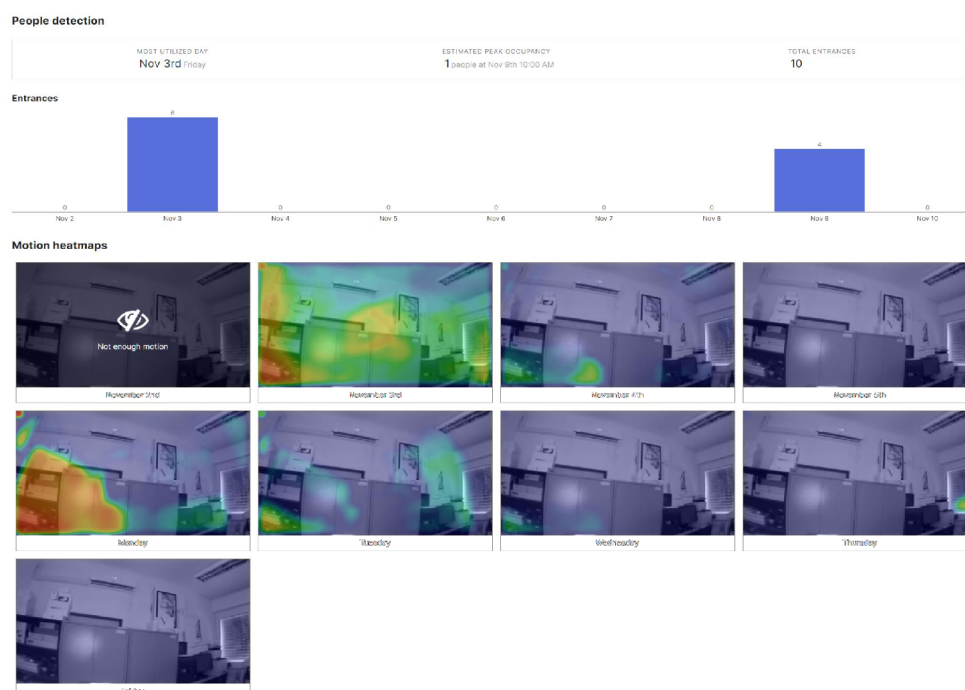 People detection
MOST UTILIZED DAY
Nov 3rd Friday
ESTIMATED PEAK OCCUPANCY
1 people at Nov 9th 10:00 AM
TOTAL ENTRANCES
10
Entrances
0 6 0 0 0 0 0 4 0
Nov 2 Nov 3 Nov 4 Nov 5 Nov 6 Nov 7 Nov 8 Nov 9 Nov 10
Motion heatmaps
Not enough motion
November 2nd November 3rd November 4th November 5th
Monday Tuesday Wednesday Thursday